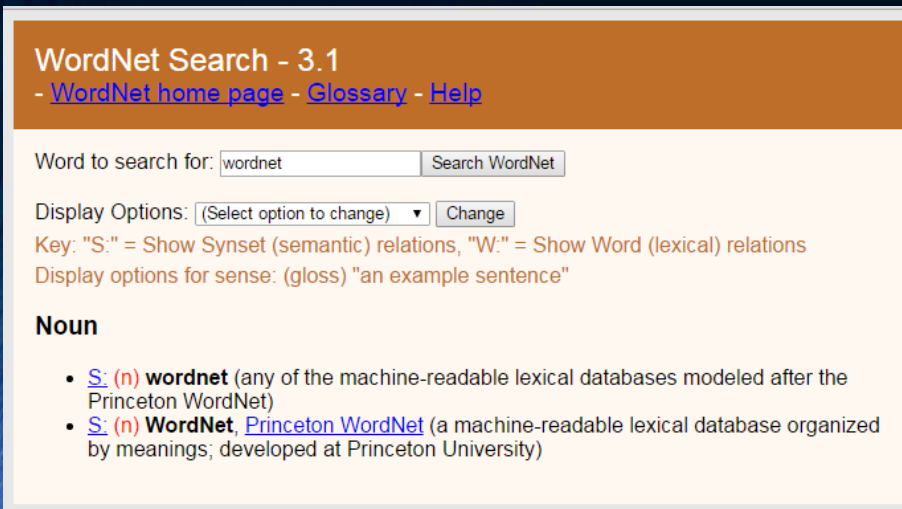 WordNet Search - 3.1
- WordNet home page - Glossary - Help
Word to search for: wordnet Search WordNet
Display Options: (Select option to change) Change
Key: "S:" = Show Synset (semantic) relations, "W:" = Show Word (lexical) relations
Display options for sense: (gloss) "an example sentence"
Noun
• S: (n) wordnet (any of the machine-readable lexical databases modeled after the
Princeton WordNet)
• S: (n) WordNet, Princeton WordNet (a machine-readable lexical database organized
by meanings; developed at Princeton University)